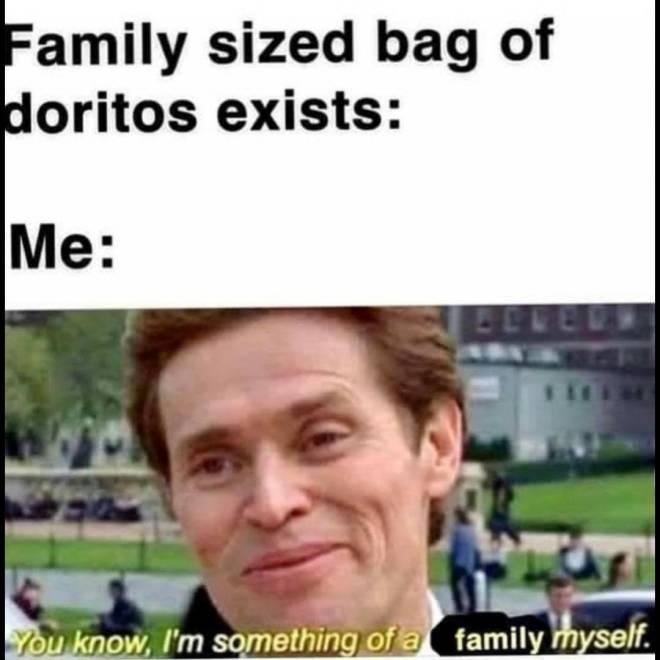 Family sized bag of
doritos exists:
Me:
You know, I'm something of a family myself.